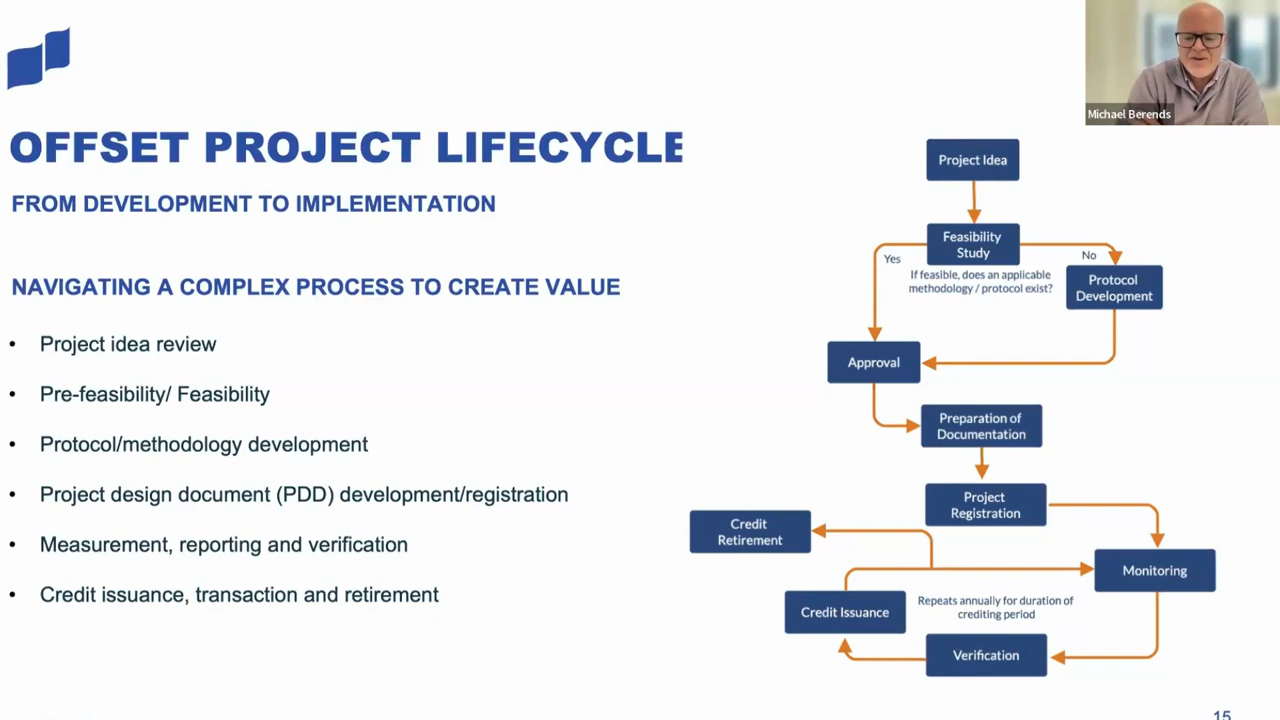 Michael Berends
OFFSET PROJECT LIFECYCLE
FROM DEVELOPMENT TO IMPLEMENTATION
NAVIGATING A COMPLEX PROCESS TO CREATE VALUE
• Project idea review
• Pre-feasibility/ Feasibility
• Protocol/methodology development
• Project design document (PDD) development/registration
• Measurement, reporting and verification
• Credit issuance, transaction and retirement
Project Idea
Feasibility
Study
Yes
No
If feasible, does an applicable
methodology / protocol exist?
Protocol
Development
Approval
Preparation of
Documentation
Project
Registration
Credit
Retirement
Monitoring
Credit Issuance
Repeats annually for duration of
crediting period
Verification
15